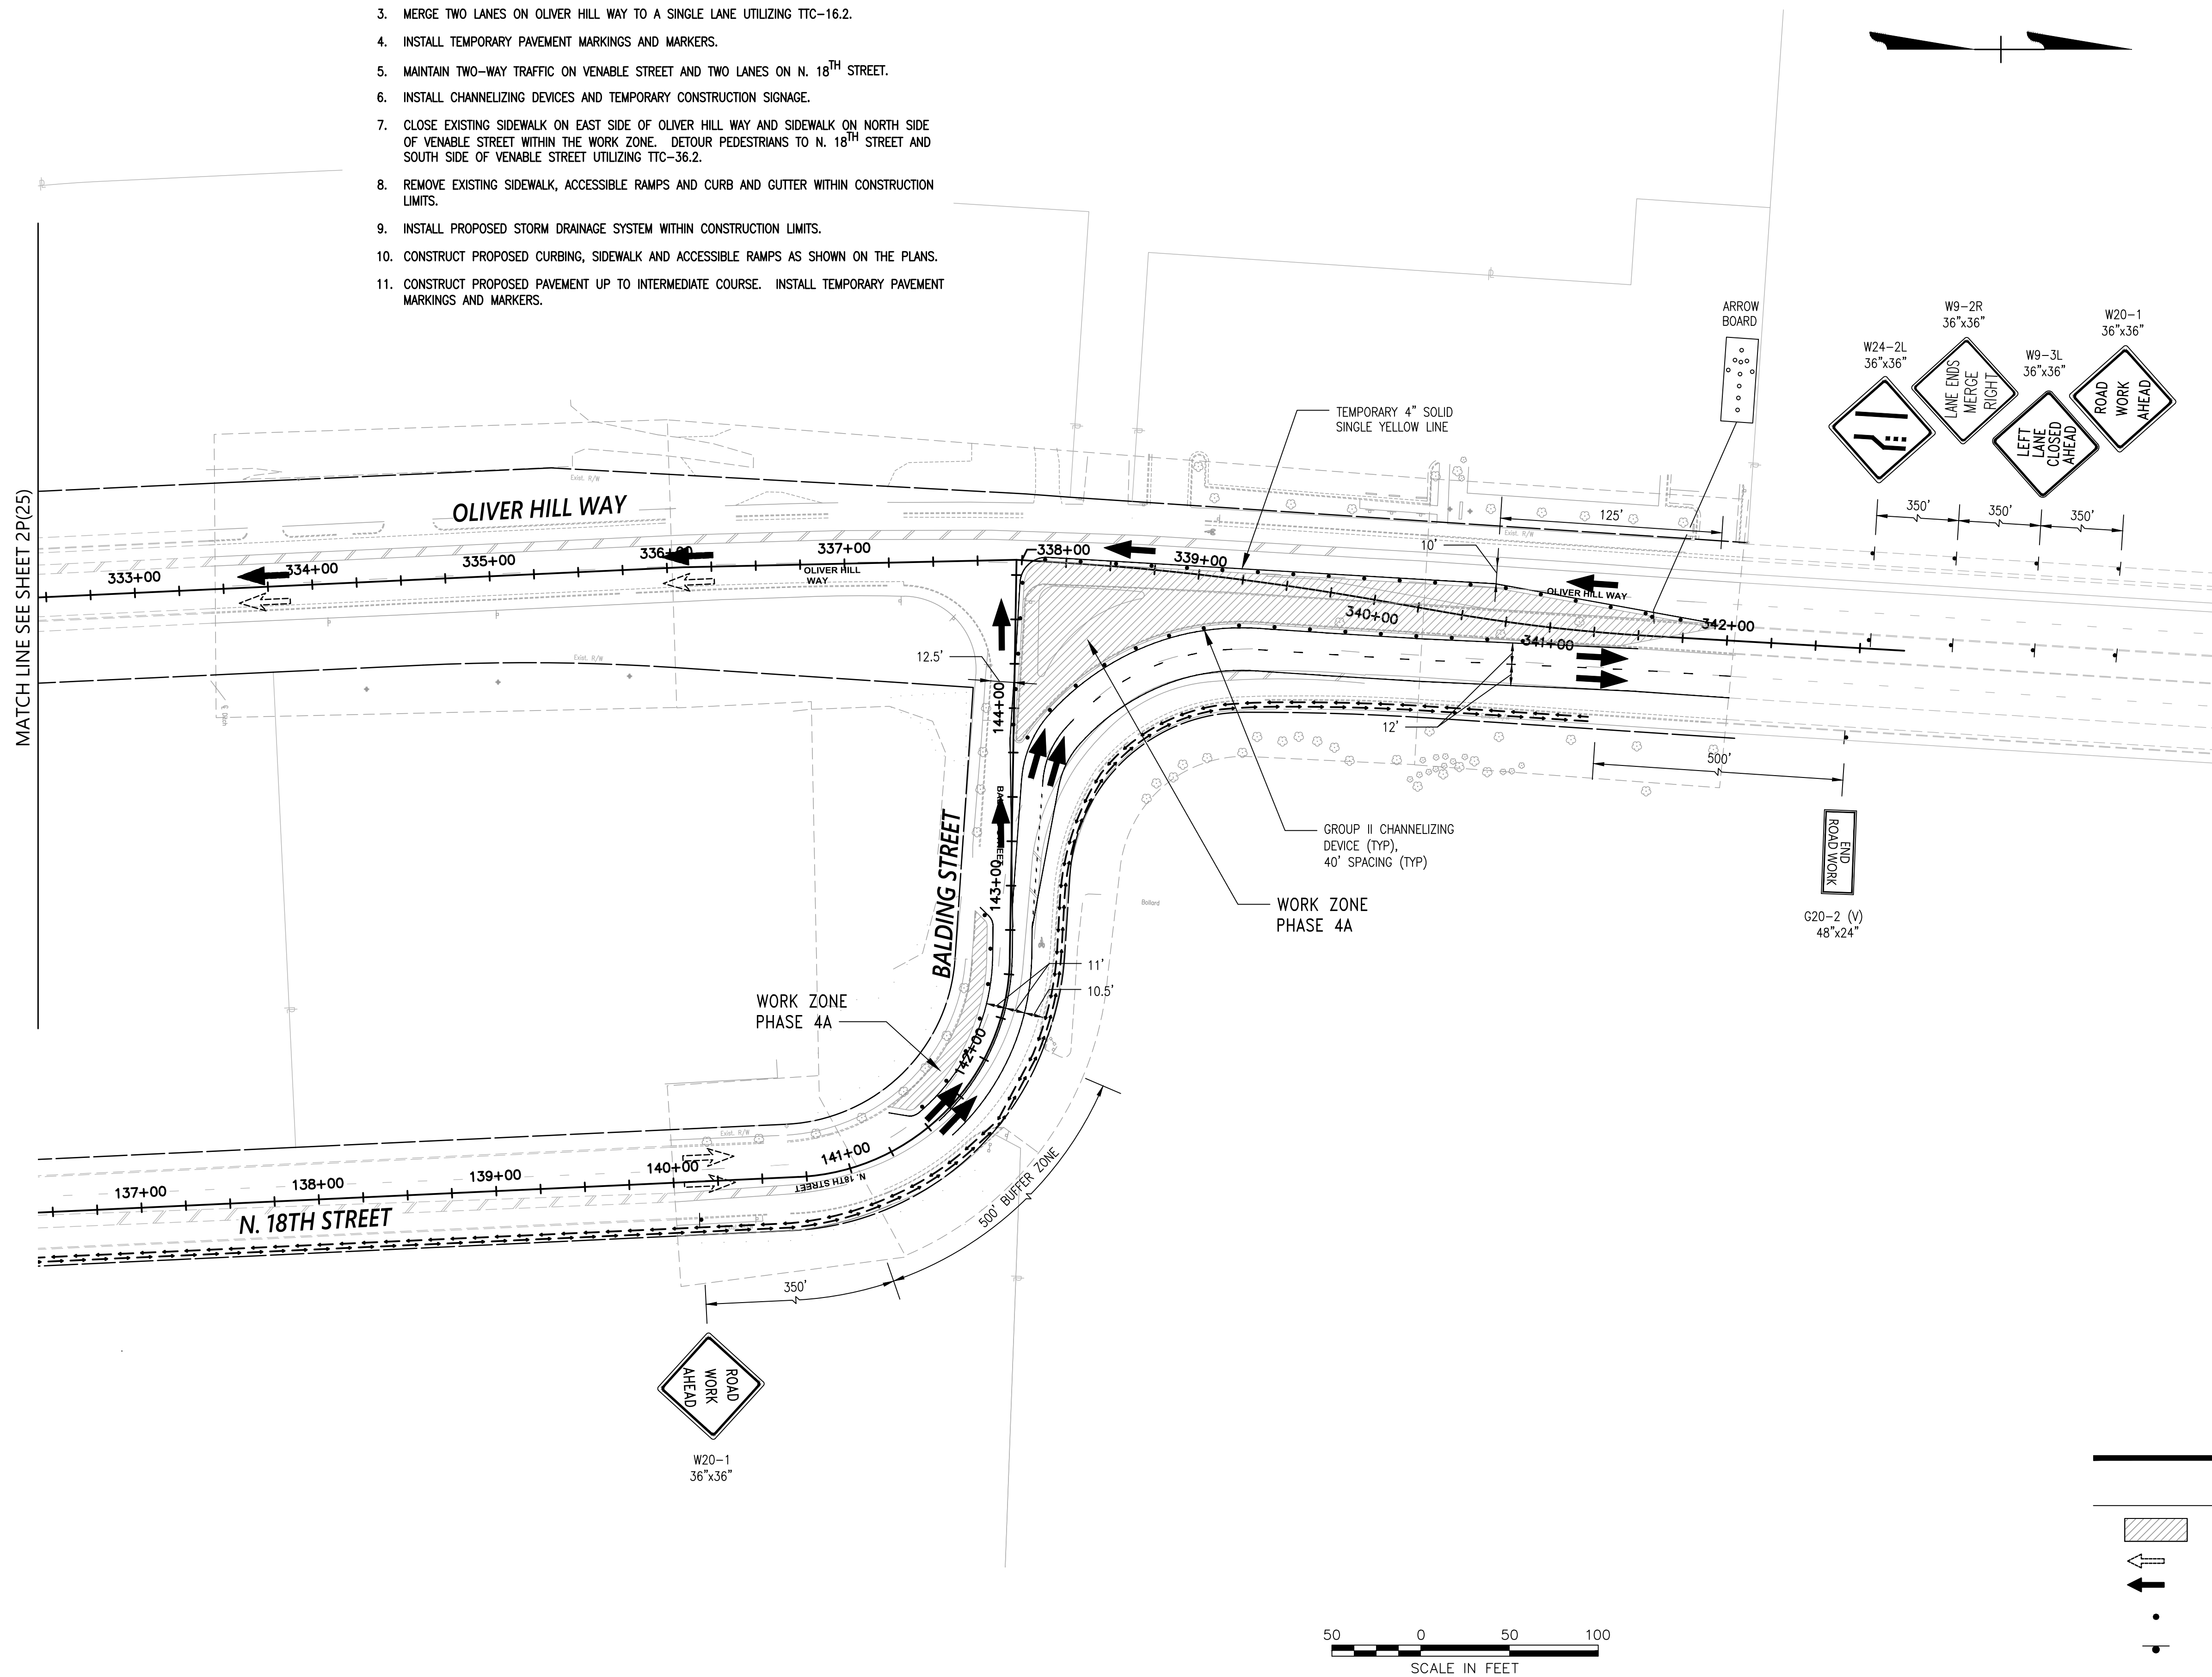 3. MERGE TWO LANES ON OLIVER HILL WAY TO A SINGLE LANE UTILIZING TTC-16.2.
4. INSTALL TEMPORARY PAVEMENT MARKINGS AND MARKERS.
5. MAINTAIN TWO-WAY TRAFFIC ON VENABLE STREET AND TWO LANES ON N. 18TH STREET.
6. INSTALL CHANNELIZING DEVICES AND TEMPORARY CONSTRUCTION SIGNAGE.
7. CLOSE EXISTING SIDEWALK ON EAST SIDE OF OLIVER HILL WAY AND SIDEWALK ON NORTH SIDE
OF VENABLE STREET WITHIN THE WORK ZONE. DETOUR PEDESTRIANS TO N. 18TH STREET AND
SOUTH SIDE OF VENABLE STREET UTILIZING TTC-36.2.
8. REMOVE EXISTING SIDEWALK, ACCESSIBLE RAMPS AND CURB AND GUTTER WITHIN CONSTRUCTION
LIMITS.
9. INSTALL PROPOSED STORM DRAINAGE SYSTEM WITHIN CONSTRUCTION LIMITS.
10. CONSTRUCT PROPOSED CURBING, SIDEWALK AND ACCESSIBLE RAMPS AS SHOWN ON THE PLANS.
11. CONSTRUCT PROPOSED PAVEMENT UP TO INTERMEDIATE COURSE. INSTALL TEMPORARY PAVEMENT
MARKINGS AND MARKERS.
ARROW
BOARD
W24-2L
36"x36"
W9-2R
36"x36"
LANE ENDS
MERGE
RIGHT
W9-3L
36"x36"
LEFT
LANE
CLOSED
AHEAD
W20-1
36"x36"
ROAD
WORK
AHEAD
350'
350'
350'
TEMPORARY 4" SOLID
SINGLE YELLOW LINE
125'
10'
Exist. R/W
Exist. R/W
MATCH LINE SEE SHEET 2P(25)
OLIVER HILL WAY
333+00
334+00
335+00
336+00
337+00
338+00
339+00
340+00
341+00
342+00
OLIVER HILL
WAY
OLIVER HILL WAY
Exist. R/W
12.5'
144+00
143+00
142+00
BALDING STREET
12'
500'
GROUP II CHANNELIZING
DEVICE (TYP),
40' SPACING (TYP)
WORK ZONE
PHASE 4A
Bollard
END
ROAD WORK
G20-2 (V)
48"x24"
11'
10.5'
WORK ZONE
PHASE 4A
Exist. R/W
137+00
138+00
139+00
140+00
141+00
N. 18TH STREET
N. 18TH STREET
500' BUFFER ZONE
350'
ROAD
WORK
AHEAD
W20-1
36"x36"
50 0 50 100
SCALE IN FEET